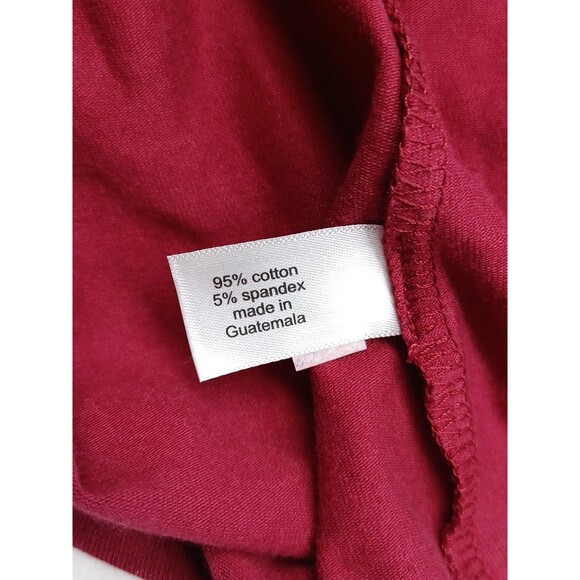 95% cotton
5% spandex
made in
Guatemala